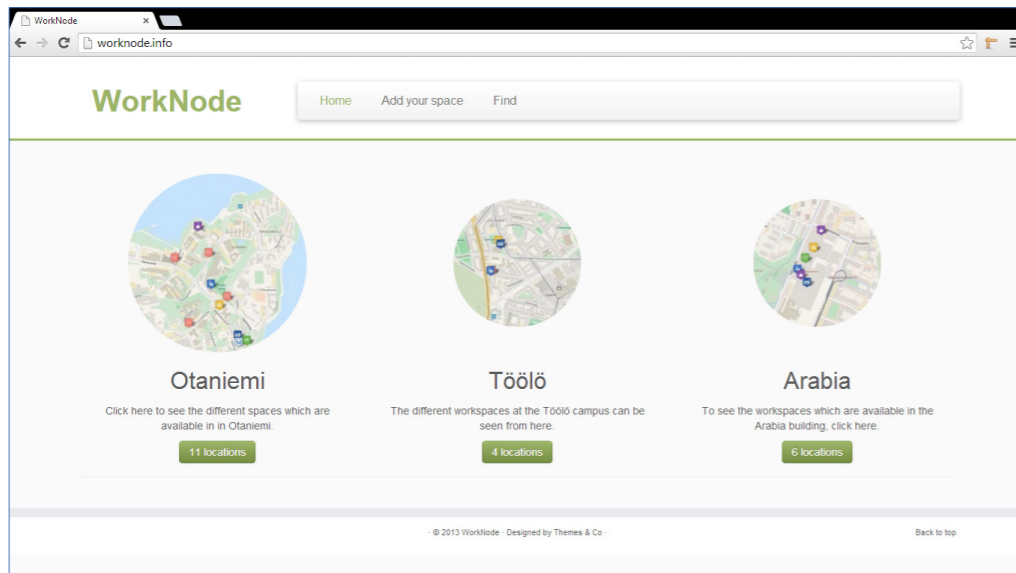 WorkNode
worknode.info
WorkNode
Home Add your space Find
Otaniemi
Click here to see the different spaces which are
available in in Otaniemi.
11 locations
Töölö
The different workspaces at the Töölö campus can be
seen from here.
4 locations
Arabia
To see the workspaces which are available in the
Arabia building, click here.
6 locations
· © 2013 WorkNode · Designed by Themes & Co ·
Back to top